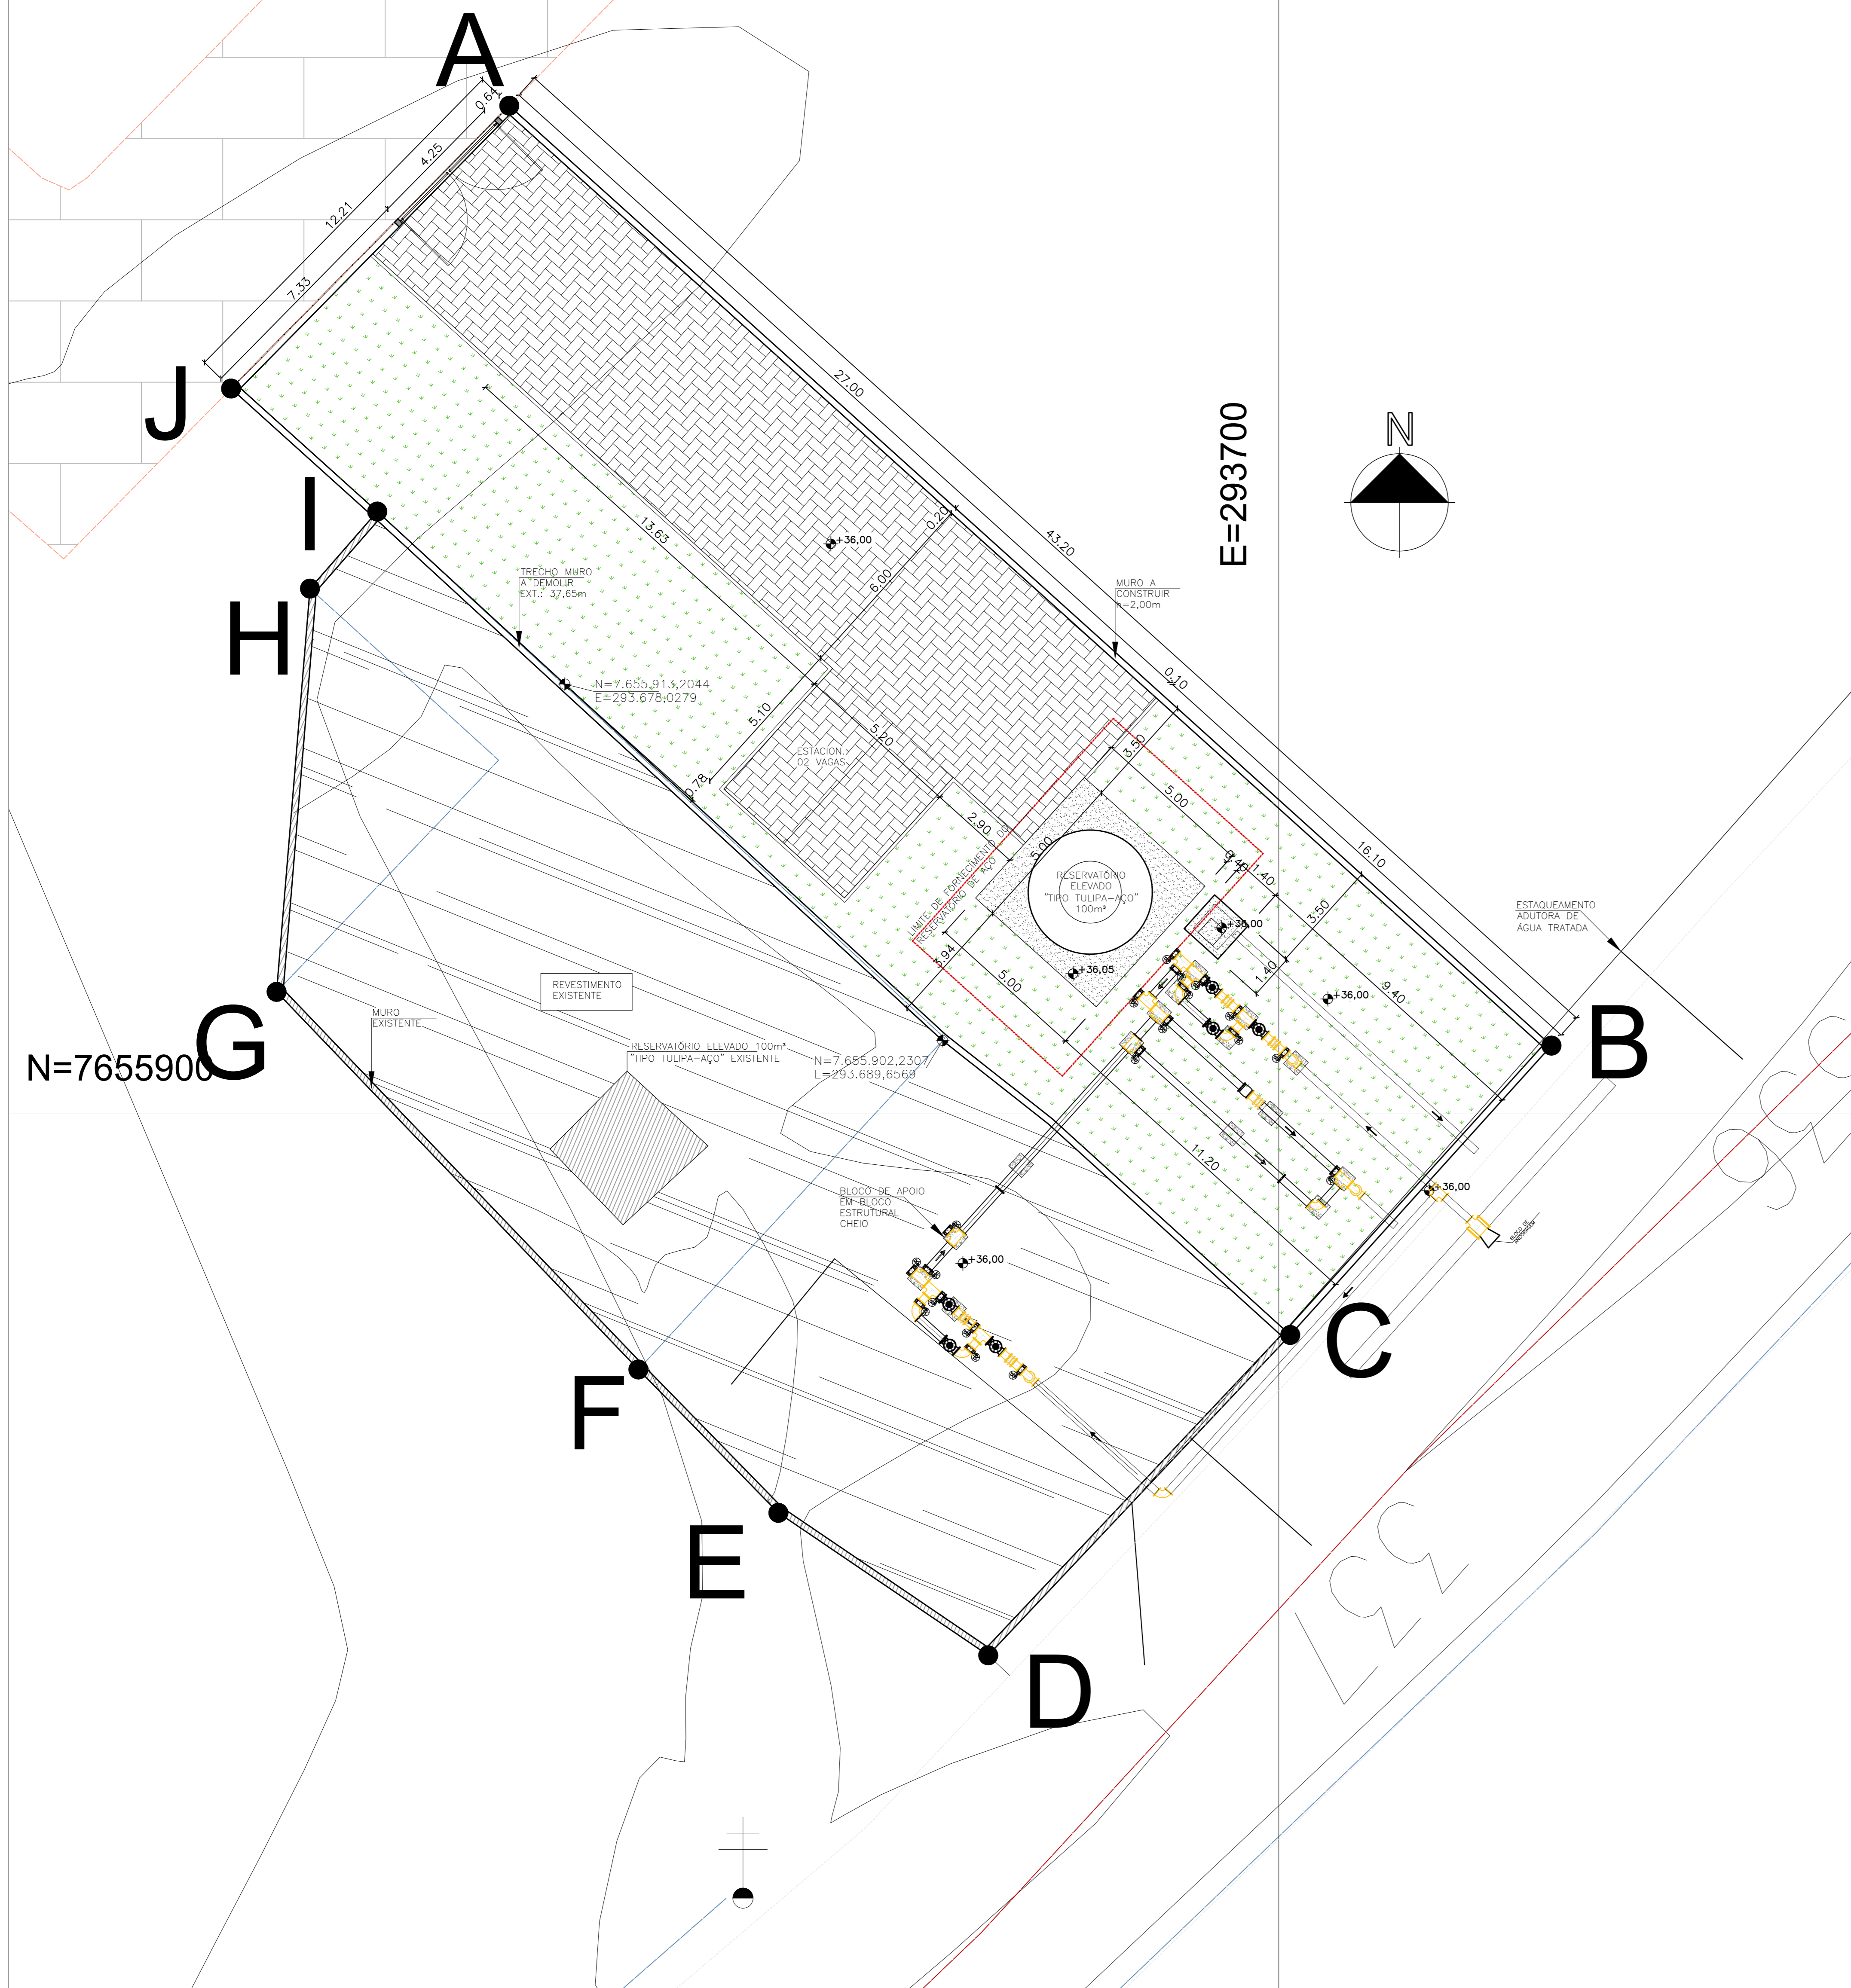 A
0.64
4.25
12.21
7.33
J
27.00
E=293700
N
I
13.63
0.20
43.20
+36,00
TRECHO MURO
A DEMOLIR
EXT.: 37,65m
6.00
MURO A
CONSTRUIR
h=2,00m
H
0.10
N=7.655.913,2044
E=293.678,0279
5.10
5.20
ESTACION.
02 VAGAS
3.50
0.78
5.00
2.90
LIMITE DE FORNECIMENTO DO
RESERVATÓRIO DE AÇO
5.00
16.10
0.40
1.40
RESERVATÓRIO
ELEVADO
"TIPO TULIPA-AÇO"
100m³
3.50
ESTAQUEAMENTO
ADUTORA DE
ÁGUA TRATADA
+36,00
3.94
+36,05
5.00
1.40
9.40
+36,00
REVESTIMENTO
EXISTENTE
G
MURO
EXISTENTE
B
N=7655900
RESERVATÓRIO ELEVADO 100m³
"TIPO TULIPA-AÇO" EXISTENTE
N=7.655.902,2307
E=293.689,6569
11.20
BLOCO DE APOIO
EM BLOCO
ESTRUTURAL
CHEIO
+36,00
BLOCO DE
ANCORAGEM
+36,00
C
F
E
D